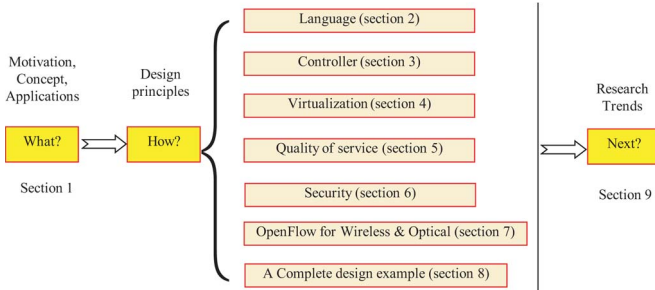 Motivation,
Concept,
Applications
What?
Section 1
Design
principles
How?
Language (section 2)
Controller (section 3)
Virtualization (section 4)
Quality of service (section 5)
Security (section 6)
OpenFlow for Wireless & Optical (section 7)
A Complete design example (section 8)
Research
Trends
Next?
Section 9